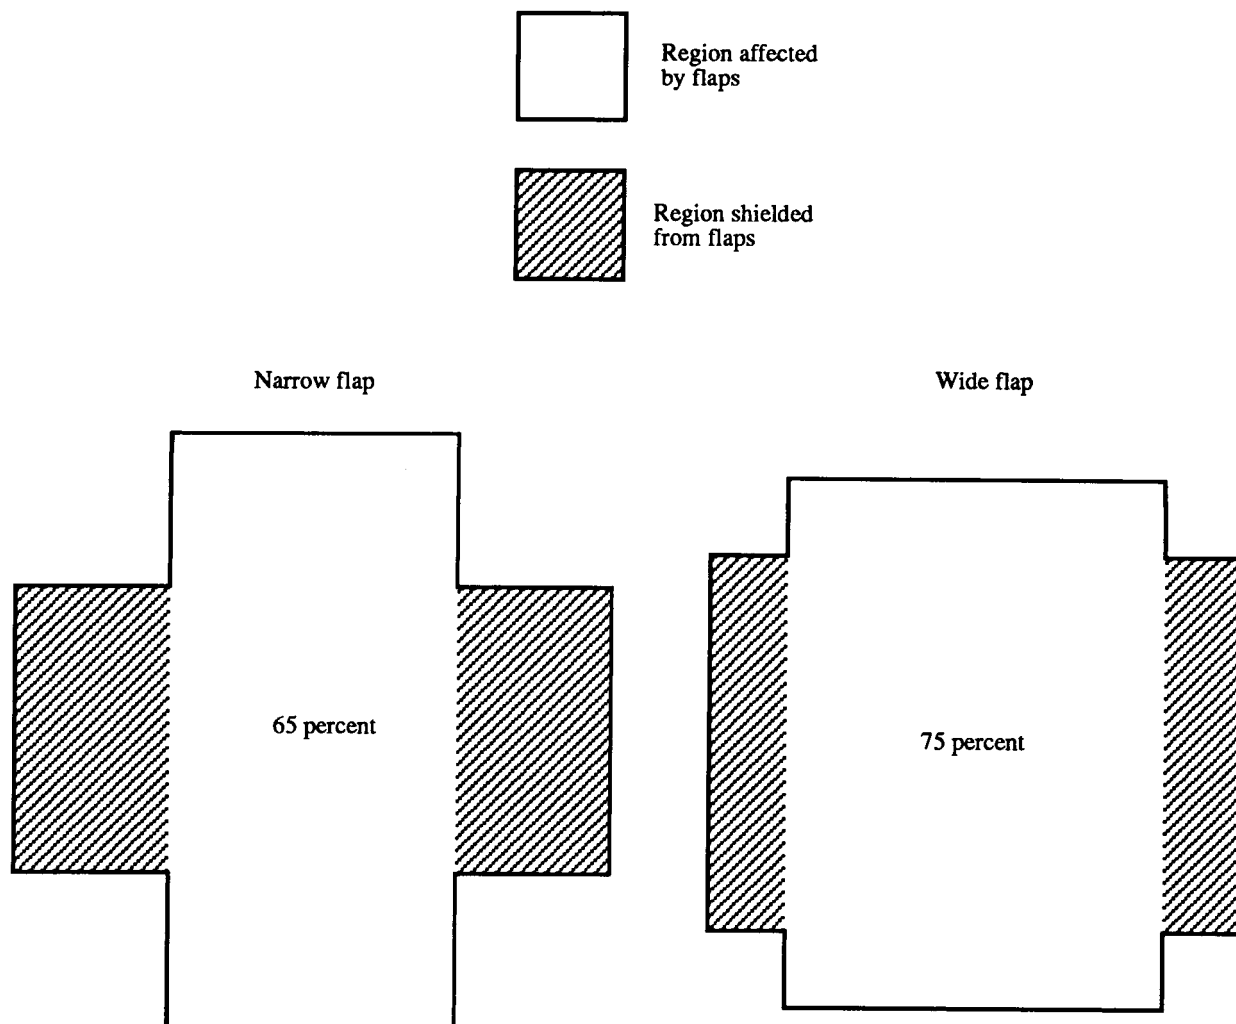 Region affected
by flaps
Region shielded
from flaps
Narrow flap
Wide flap
65 percent
75 percent